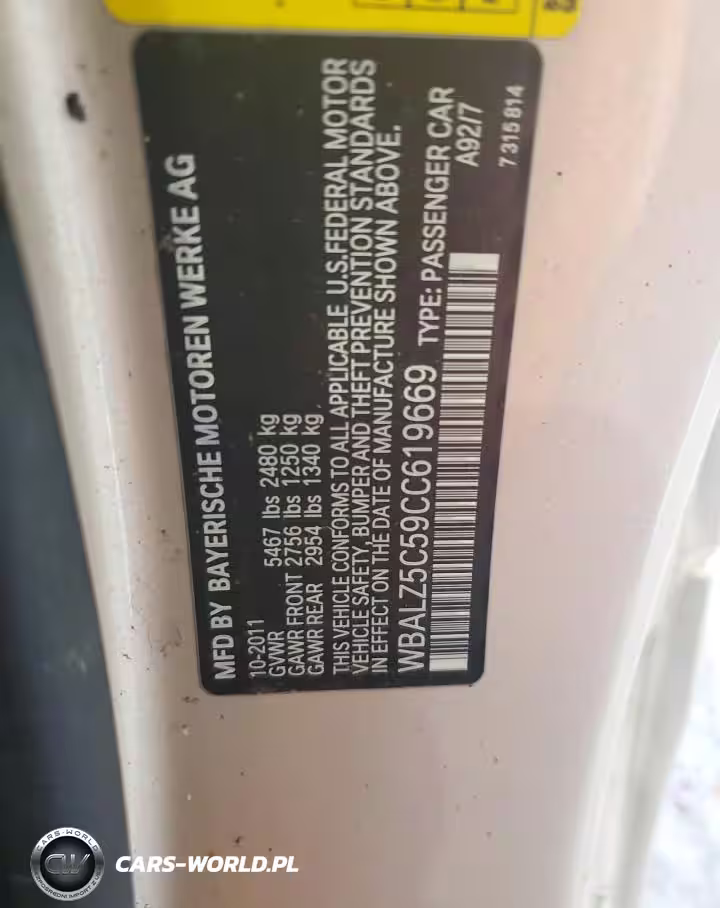 MFD BY BAYERISCHE MOTOREN WERKE AG
10-2011
GVWR 5467 lbs 2480 kg
GAWR FRONT 2756 lbs 1250 kg
GAWR REAR 2954 lbs 1340 kg
THIS VEHICLE CONFORMS TO ALL APPLICABLE U.S.FEDERAL MOTOR
VEHICLE SAFETY, BUMPER AND THEFT PREVENTION STANDARDS
IN EFFECT ON THE DATE OF MANUFACTURE SHOWN ABOVE.
WBALZ5C59CC619669 TYPE: PASSENGER CAR
A92/7
7 315 814
CARS-WORLD
CW
CARS-WORLD.PL